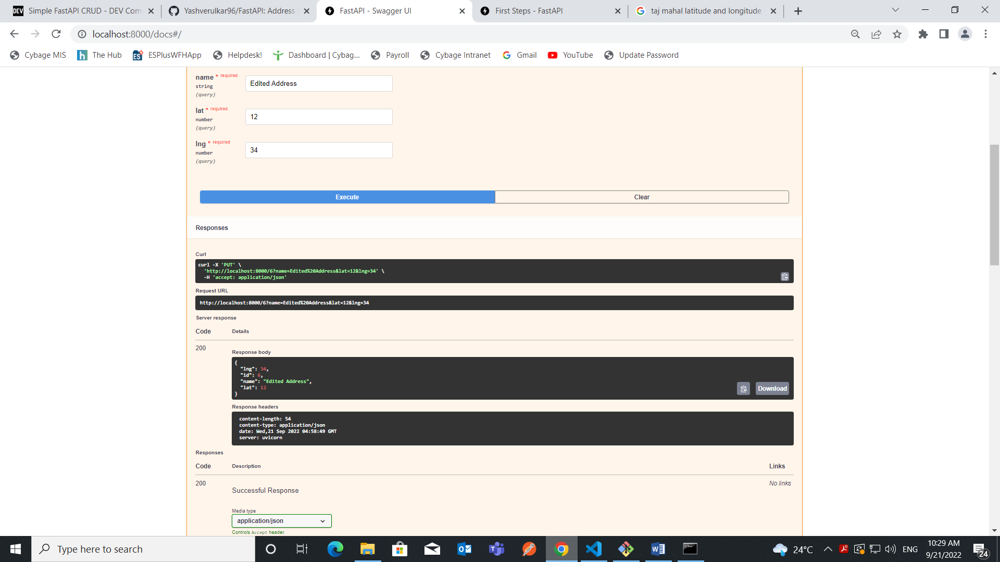 DEV Simple FastAPI CRUD - DEV Com
Yashverulkar96/FastAPI: Address
FastAPI - Swagger UI
First Steps - FastAPI
taj mahal latitude and longitude
localhost:8000/docs#/
Cybage MIS
h The Hub
ES ESPlusWFHApp
Helpdesk!
Dashboard | Cybag...
Payroll
Cybage Intranet
Gmail
YouTube
Update Password
name * required
string
(query)
Edited Address
lat * required
number
(query)
12
lng * required
number
(query)
34
Execute
Clear
Responses
Curl
curl -X 'PUT' \
'http://localhost:8000/6?name=Edited%20Address&lat=12&lng=34' \
-H 'accept: application/json'
Request URL
http://localhost:8000/6?name=Edited%20Address&lat=12&lng=34
Server response
Code Details
200
Response body
{
"lng": 34,
"id": 6,
"name": "Edited Address",
"lat": 12
}
Download
Response headers
content-length: 54
content-type: application/json
date: Wed,21 Sep 2022 04:58:49 GMT
server: uvicorn
Responses
Code Description Links
200 No links
Successful Response
Media type
application/json
Controls Accept header.
Type here to search
24°C
ENG
10:29 AM
9/21/2022
24